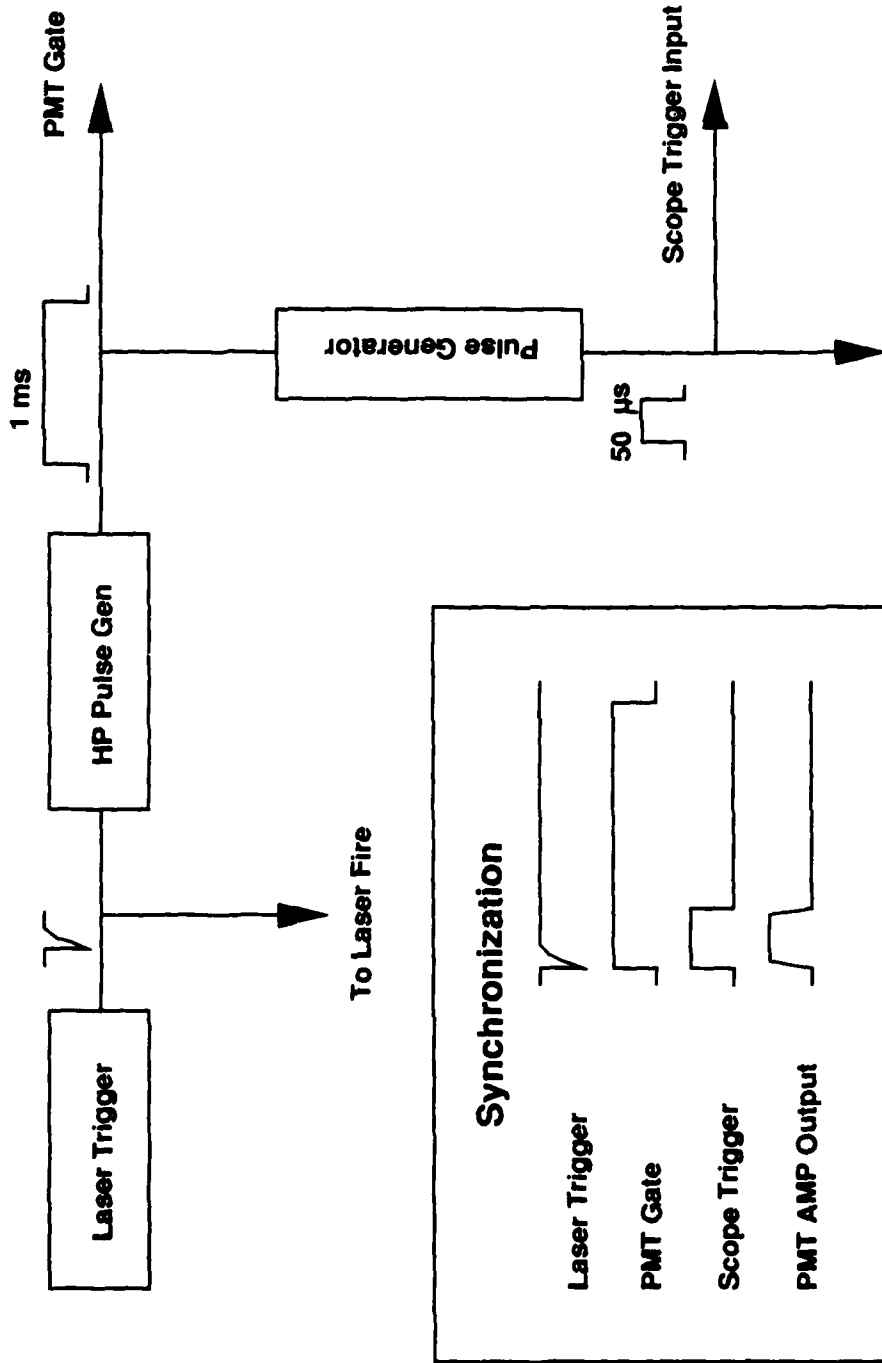 Laser Trigger
HP Pulse Gen
1 ms
PMT Gate
To Laser Fire
Pulse Generator
50 µs
Scope Trigger Input
Synchronization
Laser Trigger
PMT Gate
Scope Trigger
PMT AMP Output